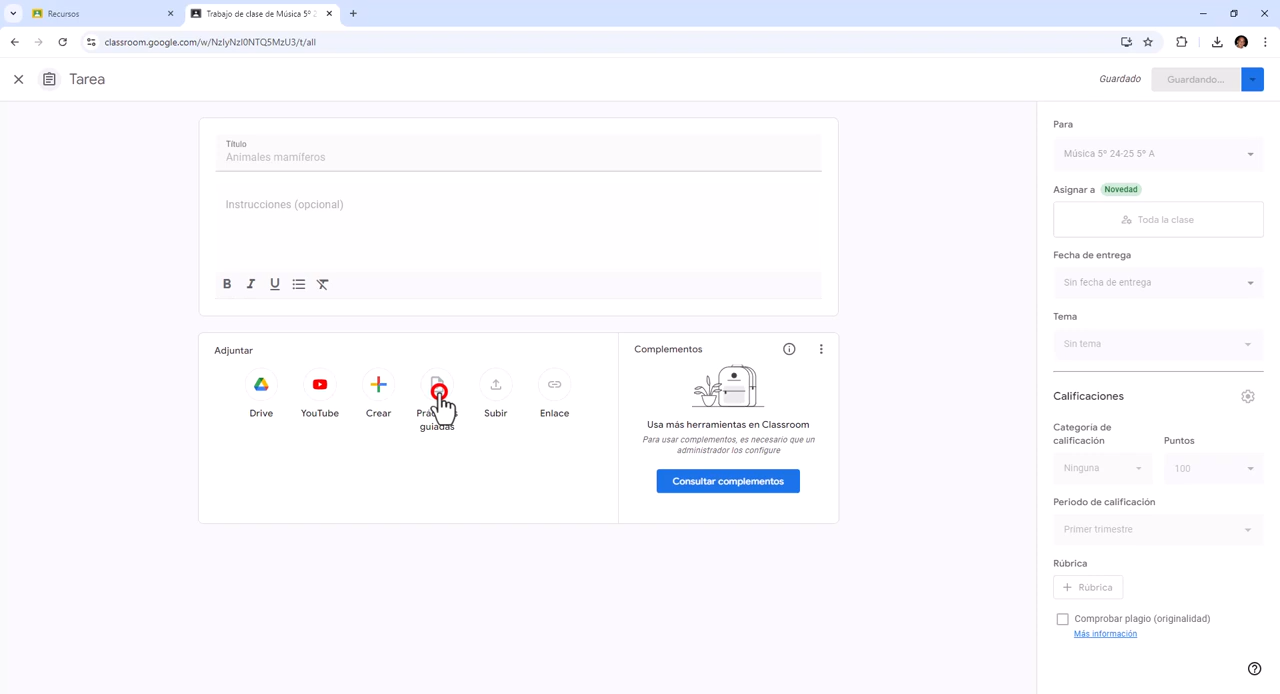 Recursos
Trabajo de clase de Música 5º 2
classroom.google.com/w/NzIyNzI0NTQ5MzU3/t/all
Tarea
Guardado
Guardando...
Título
Animales mamíferos
Instrucciones (opcional)
B I U
Adjuntar
Drive
YouTube
Crear
guiadas
Subir
Enlace
Complementos
Usa más herramientas en Classroom
Para usar complementos, es necesario que un
administrador los configure
Consultar complementos
Para
Música 5º 24-25 5º A
Asignar a Novedad
Toda la clase
Fecha de entrega
Sin fecha de entrega
Tema
Sin tema
Calificaciones
Categoría de
calificación
Puntos
Ninguna
100
Periodo de calificación
Primer trimestre
Rúbrica
+ Rúbrica
Comprobar plagio (originalidad)
Más información